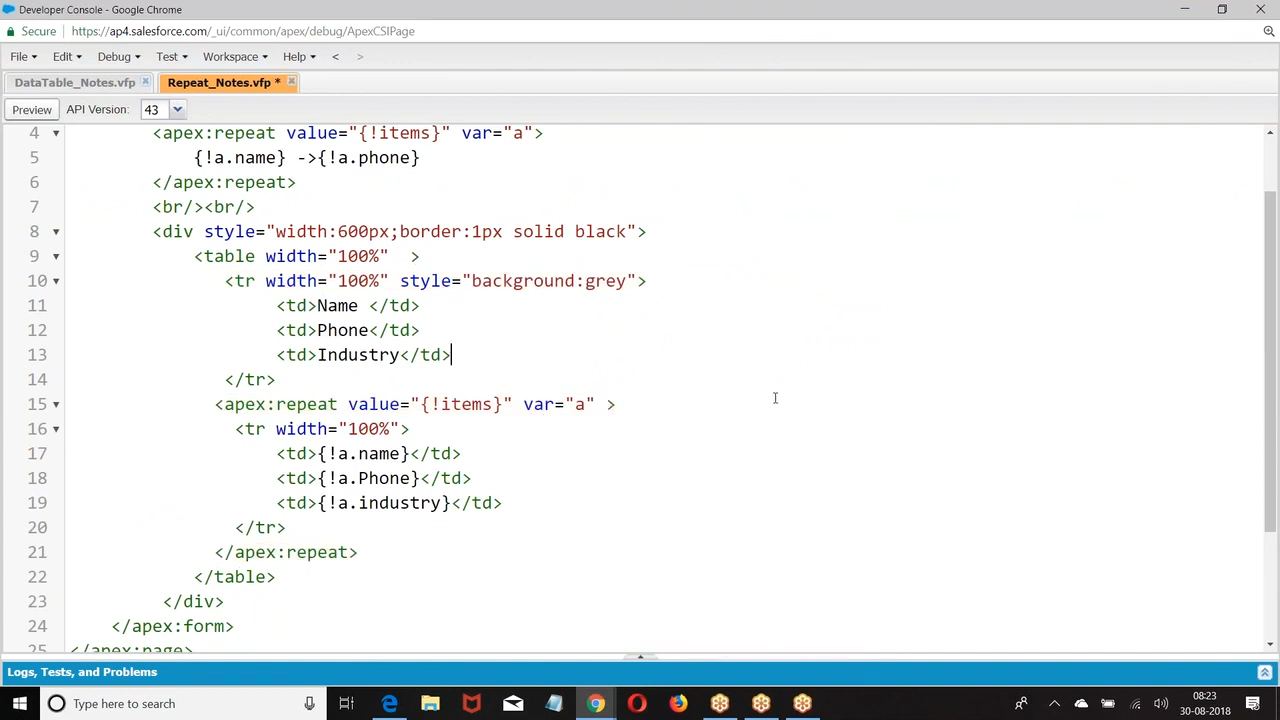 Developer Console - Google Chrome
Secure https://ap4.salesforce.com/_ui/common/apex/debug/ApexCSIPage
File Edit Debug Test Workspace Help < >
DataTable_Notes.vfp Repeat_Notes.vfp *
Preview API Version: 43
4 <apex:repeat value="{!items}" var="a">
5 {!a.name} ->{!a.phone}
6 </apex:repeat>
7 <br/><br/>
8 <div style="width:600px;border:1px solid black">
9 <table width="100%" >
10 <tr width="100%" style="background:grey">
11 <td>Name </td>
12 <td>Phone</td>
13 <td>Industry</td>
14 </tr>
15 <apex:repeat value="{!items}" var="a" >
16 <tr width="100%">
17 <td>{!a.name}</td>
18 <td>{!a.Phone}</td>
19 <td>{!a.industry}</td>
20 </tr>
21 </apex:repeat>
22 </table>
23 </div>
24 </apex:form>
25 </apex:page>
Logs, Tests, and Problems
Type here to search
08:23
30-08-2018